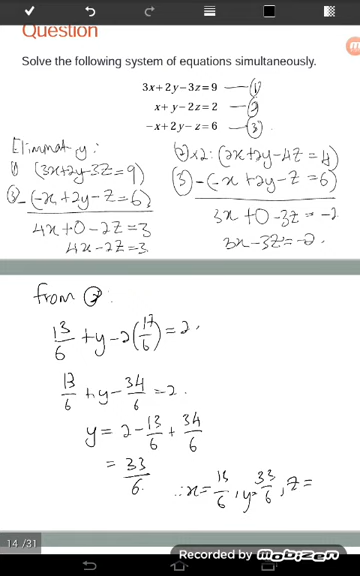 Question
Solve the following system of equations simultaneously.
3x+2y−3z=9 —①
x+y−2z=2 —②
−x+2y−z=6 —③
Eliminate y:
① (3x+2y−3z=9)
③ − (−x+2y−z=6)
4x+0−2z=3
4x−2z=3
②×2: (2x+2y−4z=4)
③ − (−x+2y−z=6)
3x+0−3z=−2
3x−3z=−2.
from ②:
13/6 + y − 2(17/6) = 2.
13/6 + y − 34/6 = 2.
y = 2 − 13/6 + 34/6
= 33/6.
∴ x = 13/6, y = 33/6, z =
14 /31
Recorded by mobizen